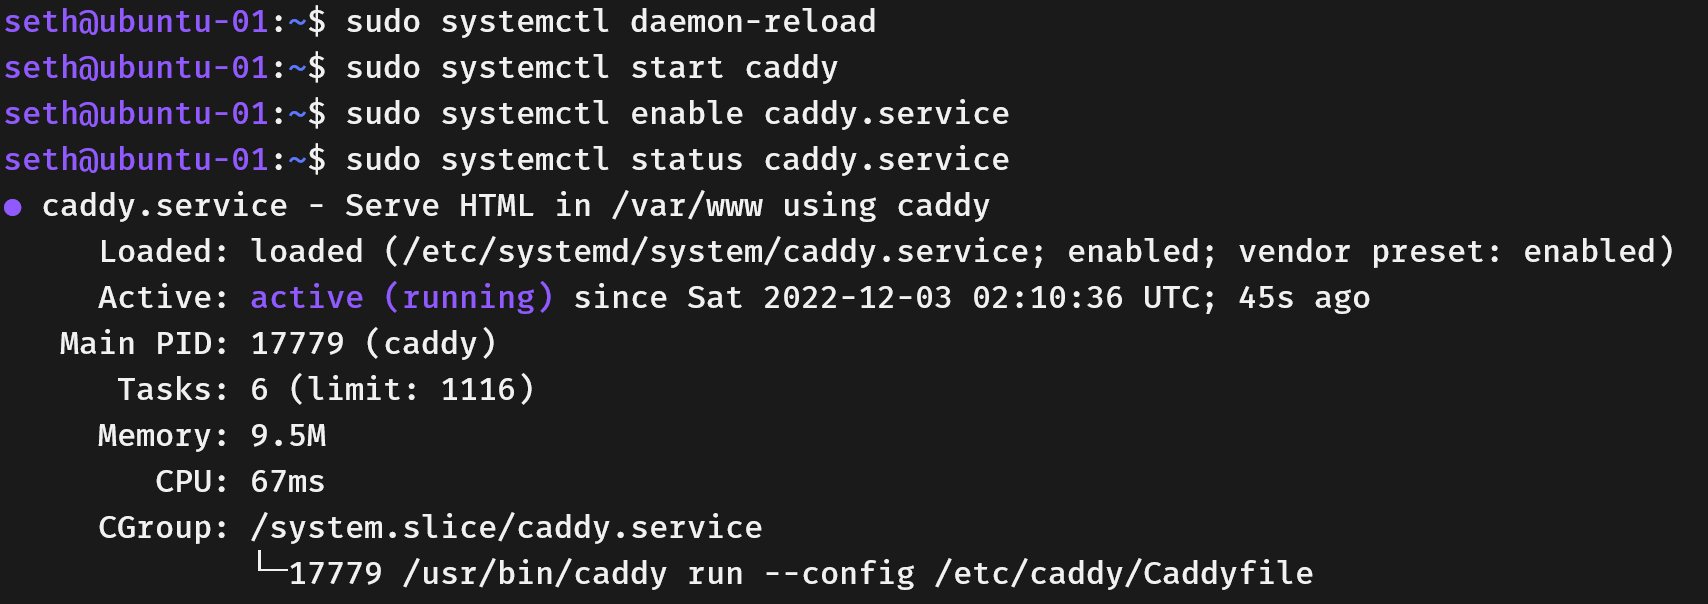 seth@ubuntu-01:~$ sudo systemctl daemon-reload
seth@ubuntu-01:~$ sudo systemctl start caddy
seth@ubuntu-01:~$ sudo systemctl enable caddy.service
seth@ubuntu-01:~$ sudo systemctl status caddy.service
● caddy.service - Serve HTML in /var/www using caddy
     Loaded: loaded (/etc/systemd/system/caddy.service; enabled; vendor preset: enabled)
     Active: active (running) since Sat 2022-12-03 02:10:36 UTC; 45s ago
   Main PID: 17779 (caddy)
      Tasks: 6 (limit: 1116)
     Memory: 9.5M
        CPU: 67ms
     CGroup: /system.slice/caddy.service
             └─17779 /usr/bin/caddy run --config /etc/caddy/Caddyfile